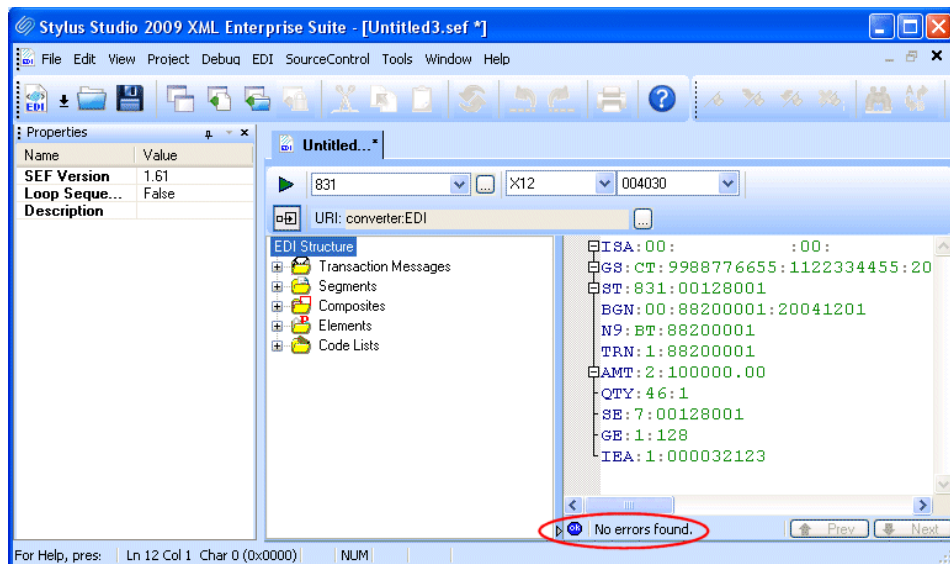 Stylus Studio 2009 XML Enterprise Suite - [Untitled3.sef *]
File Edit View Project Debug EDI SourceControl Tools Window Help
EDI
Properties
Name Value
SEF Version 1.61
Loop Seque... False
Description
Untitled...*
831 ... X12 004030
URI: converter:EDI ...
EDI Structure
Transaction Messages
Segments
Composites
Elements
Code Lists
ISA:00: :00:
GS:CT:9988776655:1122334455:20
ST:831:00128001
BGN:00:88200001:20041201
N9:BT:88200001
TRN:1:88200001
AMT:2:100000.00
QTY:46:1
SE:7:00128001
GE:1:128
IEA:1:000032123
ok No errors found. Prev Next
For Help, pres: Ln 12 Col 1 Char 0 (0x0000) NUM